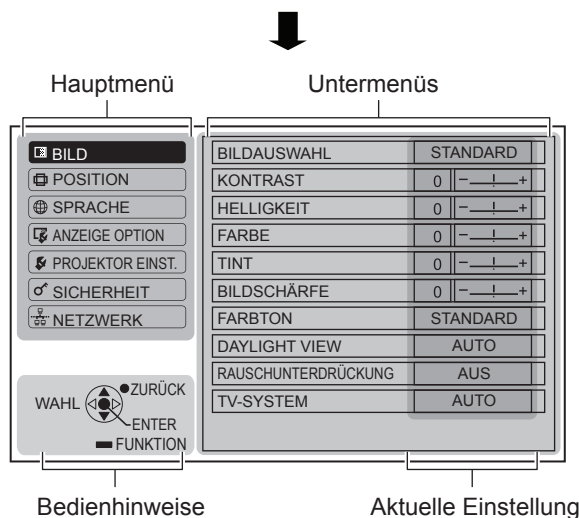 Hauptmenü
Untermenüs
BILD
POSITION
SPRACHE
ANZEIGE OPTION
PROJEKTOR EINST.
SICHERHEIT
NETZWERK
BILDAUSWAHL STANDARD
KONTRAST 0 − +
HELLIGKEIT 0 − +
FARBE 0 − +
TINT 0 − +
BILDSCHÄRFE 0 − +
FARBTON STANDARD
DAYLIGHT VIEW AUTO
RAUSCHUNTERDRÜCKUNG AUS
TV-SYSTEM AUTO
ZURÜCK
WAHL
ENTER
FUNKTION
Bedienhinweise
Aktuelle Einstellung